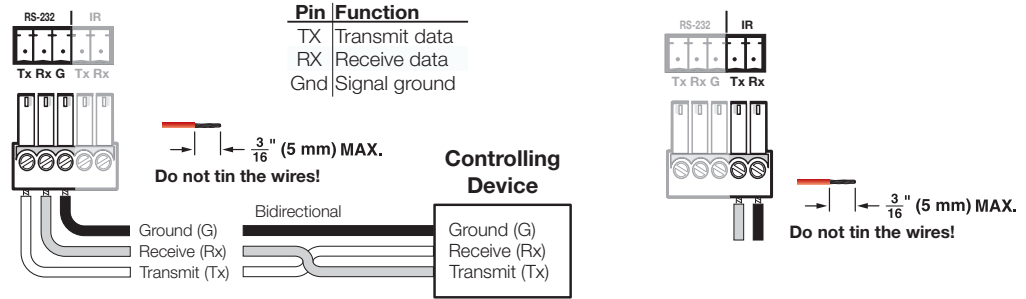 RS-232 IR
Tx Rx G Tx Rx
Pin Function
TX Transmit data
RX Receive data
Gnd Signal ground
3/16" (5 mm) MAX.
Do not tin the wires!
Controlling
Device
Bidirectional
Ground (G)
Receive (Rx)
Transmit (Tx)
Ground (G)
Receive (Rx)
Transmit (Tx)
RS-232 IR
Tx Rx G Tx Rx
3/16" (5 mm) MAX.
Do not tin the wires!